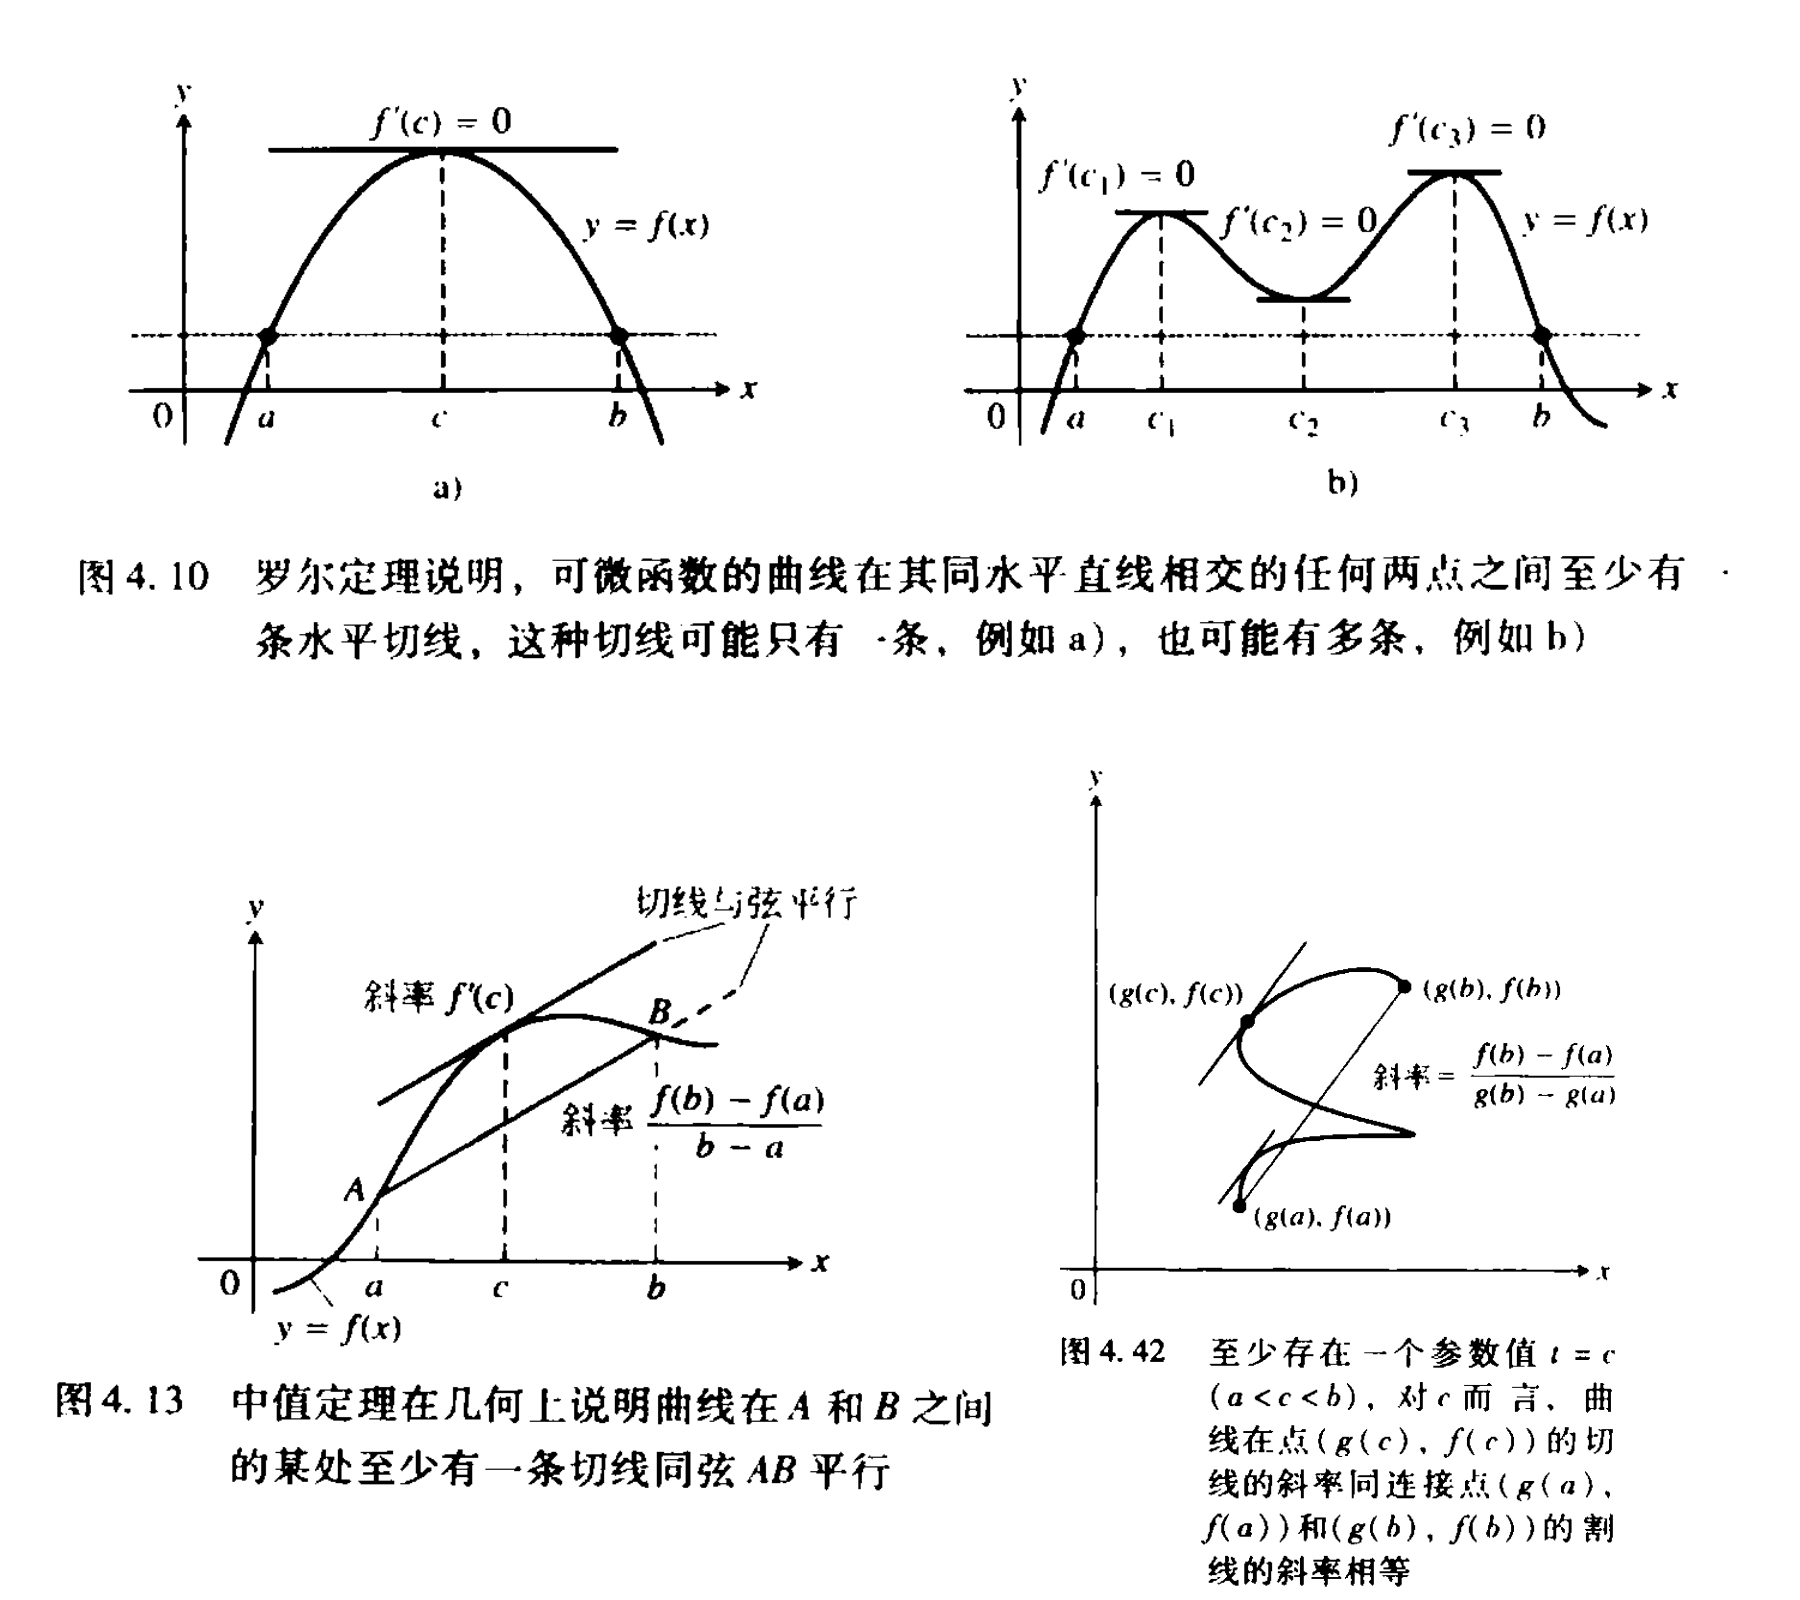 y
f′(c) = 0
y = f(x)
0 a c b x
a)
y
f′(c₁) = 0
f′(c₂) = 0
f′(c₃) = 0
y = f(x)
0 a c₁ c₂ c₃ b x
b)
图4.10 罗尔定理说明，可微函数的曲线在其同水平直线相交的任何两点之间至少有
条水平切线，这种切线可能只有一条，例如a)，也可能有多条，例如b)
y
切线与弦平行
斜率 f′(c)
B
斜率 (f(b) − f(a))/(b − a)
A
0 a c b x
y = f(x)
图4.13 中值定理在几何上说明曲线在A和B之间
的某处至少有一条切线同弦AB平行
y
(g(c), f(c))
(g(b), f(b))
斜率 = (f(b) − f(a))/(g(b) − g(a))
(g(a), f(a))
0 x
图4.42 至少存在一个参数值 t = c
(a<c<b)，对c而言，曲
线在点(g(c), f(c))的切
线的斜率同连接点(g(a),
f(a))和(g(b), f(b))的割
线的斜率相等